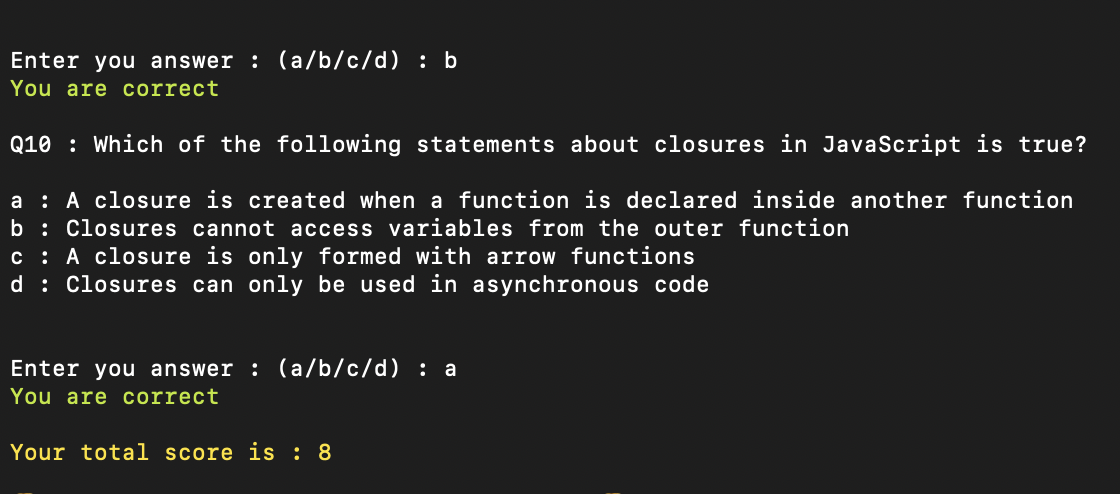 Enter you answer : (a/b/c/d) : b
You are correct
Q10 : Which of the following statements about closures in JavaScript is true?
a : A closure is created when a function is declared inside another function
b : Closures cannot access variables from the outer function
c : A closure is only formed with arrow functions
d : Closures can only be used in asynchronous code
Enter you answer : (a/b/c/d) : a
You are correct
Your total score is : 8